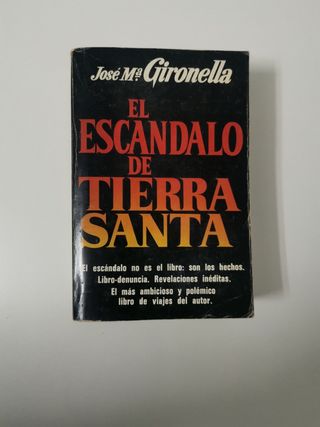 José Mª Gironella
EL
ESCANDALO
DE
TIERRA
SANTA
El escándalo no es el libro: son los hechos.
Libro-denuncia. Revelaciones inéditas.
El más ambicioso y polémico
libro de viajes del autor.